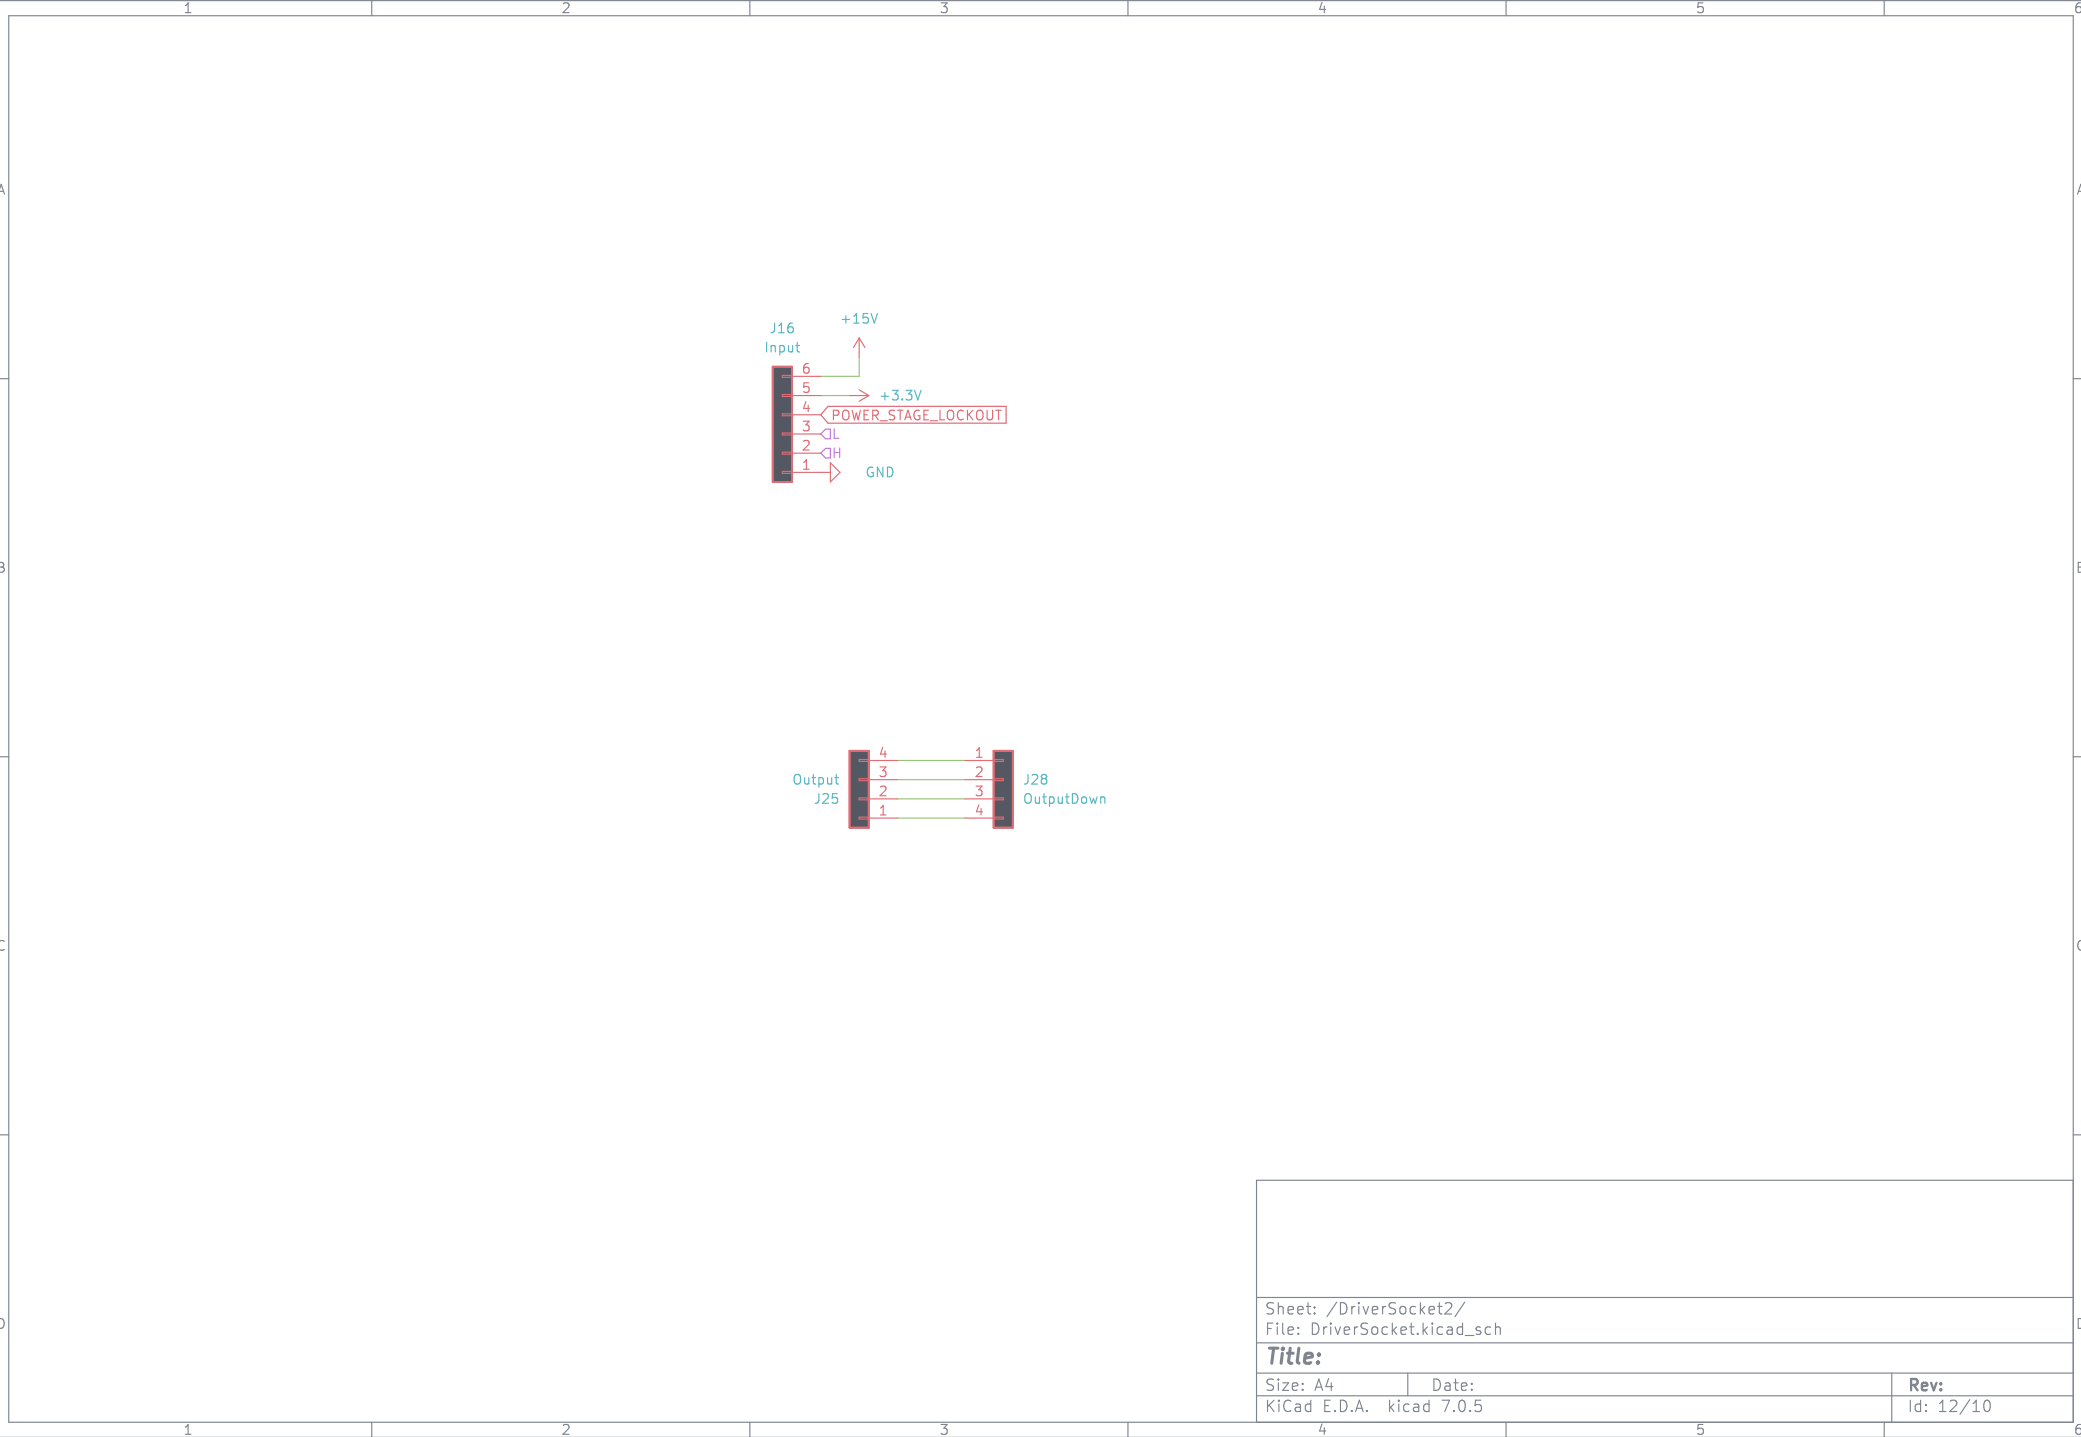 1 2 3 4 5 6
A A
+15V
J16
Input
6
5 +3.3V
4 POWER_STAGE_LOCKOUT
3 L
2 H
1 GND
B B
4 1
Output 3 2 J28
J25 2 3 OutputDown
1 4
C C
Sheet: /DriverSocket2/
D D
File: DriverSocket.kicad_sch
Title:
Size: A4 Date: Rev:
KiCad E.D.A. kicad 7.0.5 Id: 12/10
1 2 3 4 5 6